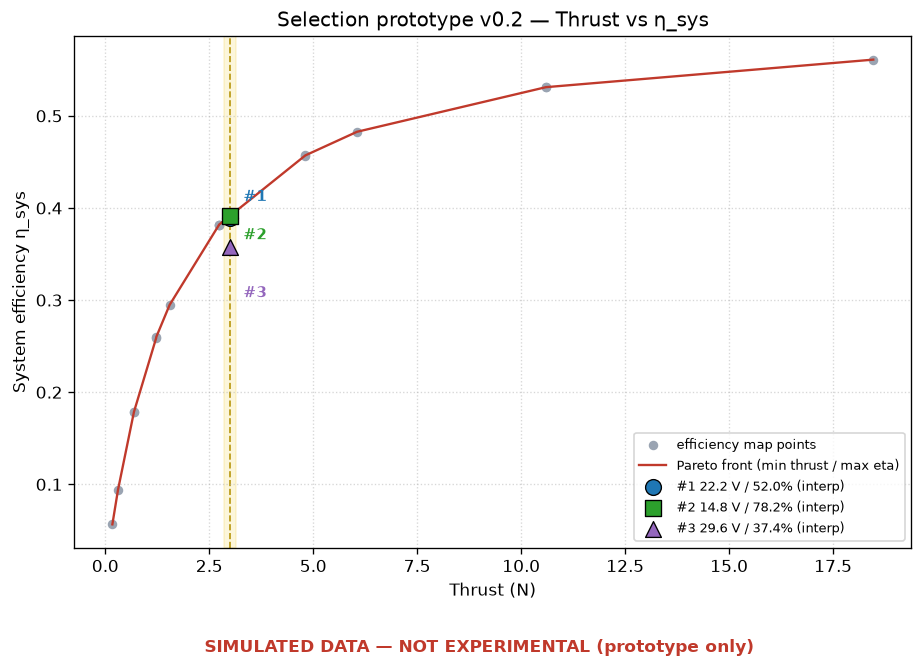 Selection prototype v0.2 — Thrust vs η_sys
System efficiency η_sys
0.5
0.4
0.3
0.2
0.1
#1
#2
#3
efficiency map points
Pareto front (min thrust / max eta)
#1 22.2 V / 52.0% (interp)
#2 14.8 V / 78.2% (interp)
#3 29.6 V / 37.4% (interp)
0.0 2.5 5.0 7.5 10.0 12.5 15.0 17.5
Thrust (N)
SIMULATED DATA — NOT EXPERIMENTAL (prototype only)